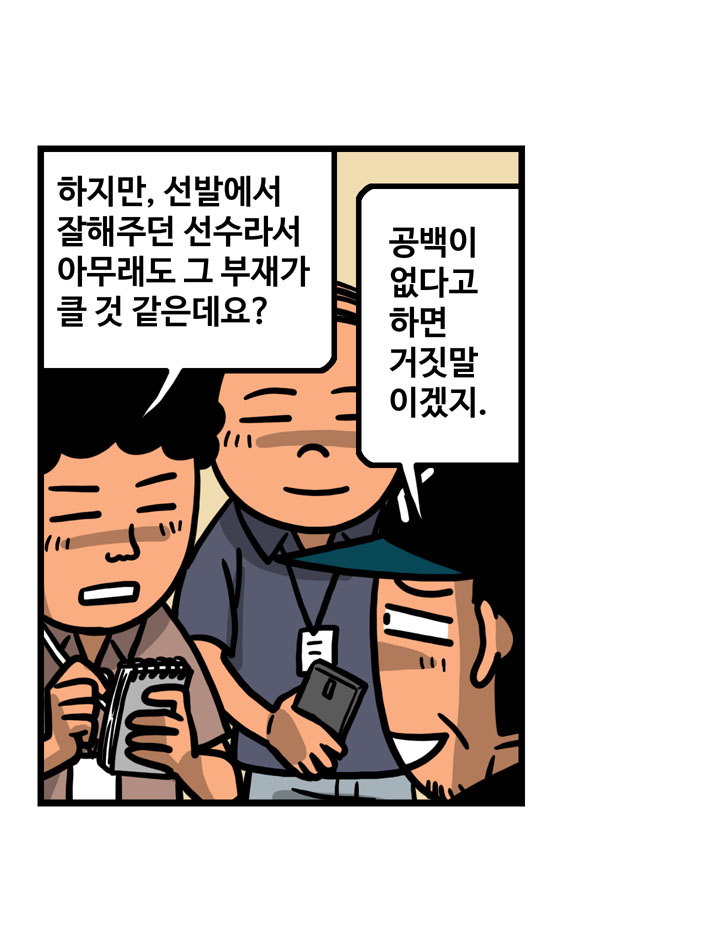 하지만, 선발에서
잘해주던 선수라서
아무래도 그 부재가
클 것 같은데요?
공백이
없다고
하면
거짓말
이겠지.